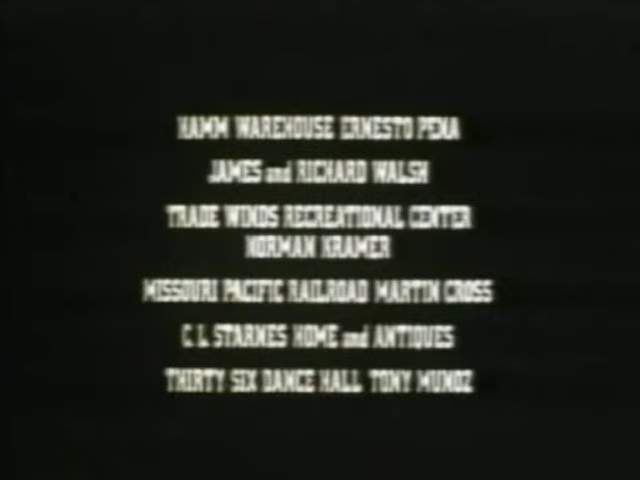 HAMM WAREHOUSE ERNESTO PENA
JAMES and RICHARD WALSH
TRADE WINDS RECREATIONAL CENTER
NORMAN KRAMER
MISSOURI PACIFIC RAILROAD MARTIN CROSS
C L STARNES HOME and ANTIQUES
THIRTY SIX DANCE HALL TONY MUNOZ